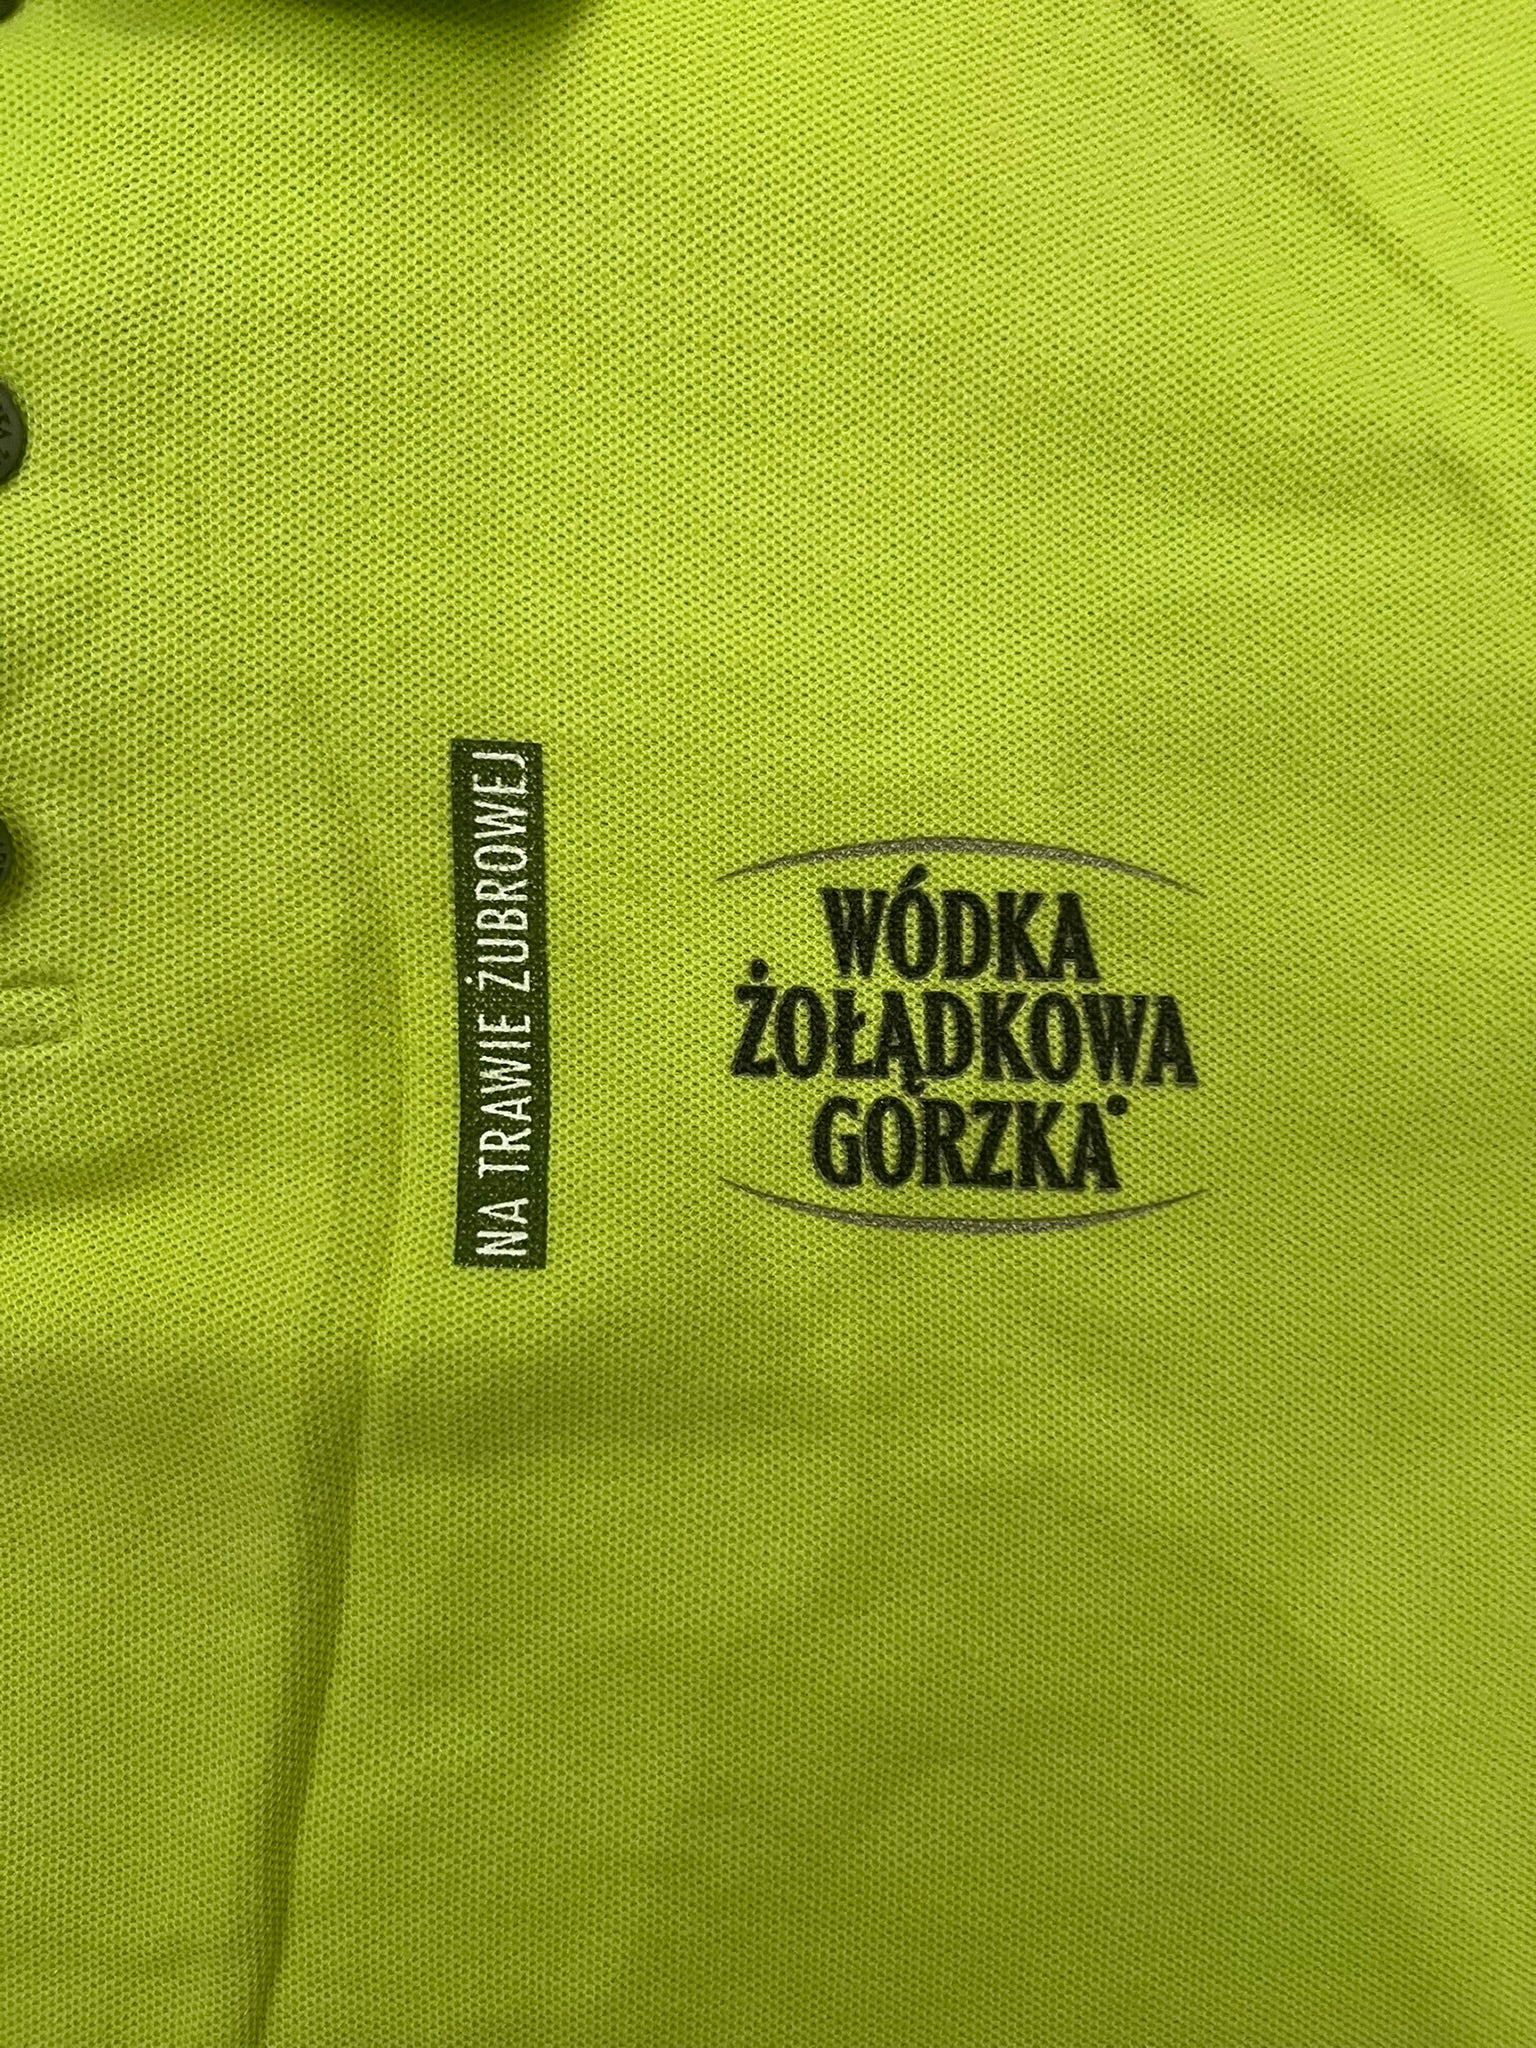 NA TRAWIE ŻUBROWEJ
WÓDKA
ŻOŁĄDKOWA
GORZKA